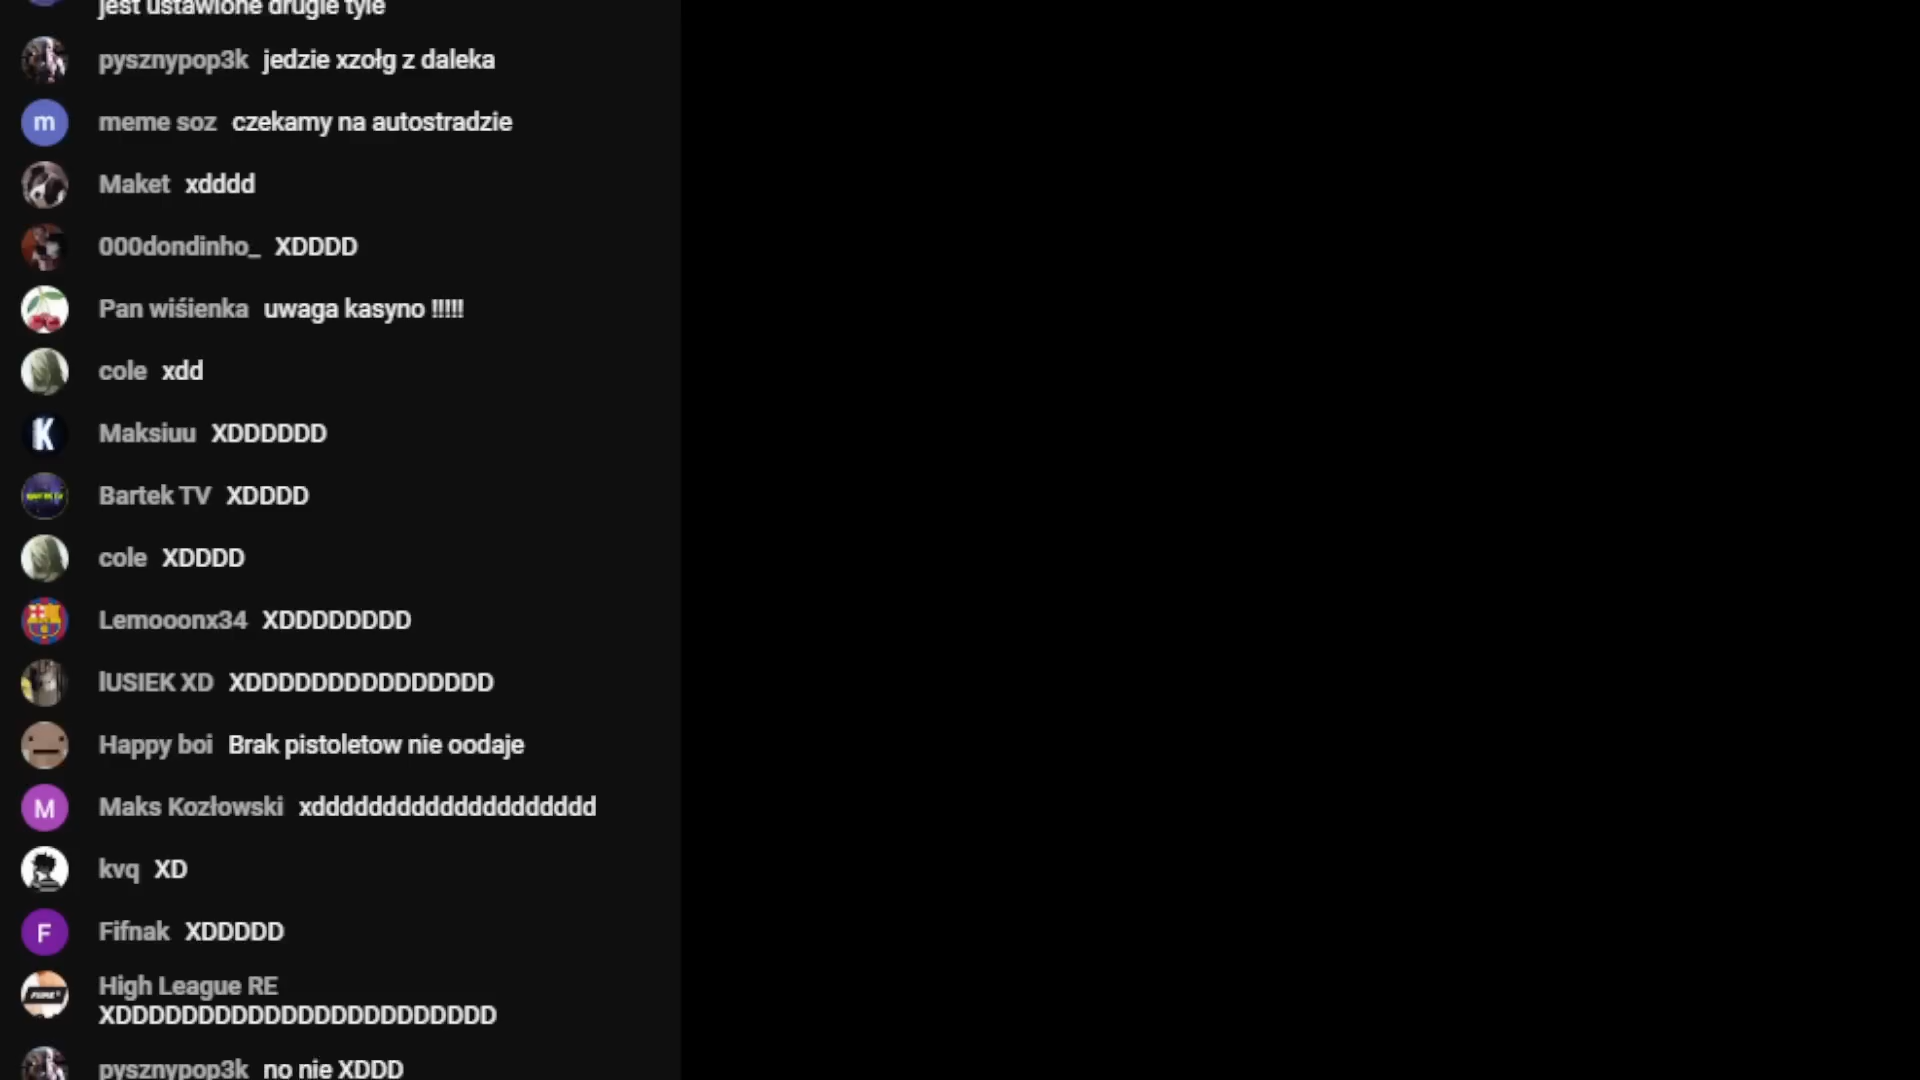 jest ustawione drugie tyle
pysznypop3k jedzie xzołg z daleka
m meme soz czekamy na autostradzie
Maket xdddd
000dondinho_ XDDDD
Pan wiśienka uwaga kasyno !!!!!
cole xdd
K Maksiuu XDDDDDD
Bartek TV XDDDD
cole XDDDD
Lemooonx34 XDDDDDDDD
lUSIEK XD XDDDDDDDDDDDDDDD
Happy boi Brak pistoletow nie oodaje
M Maks Kozłowski xddddddddddddddddddddd
kvq XD
F Fifnak XDDDDD
High League RE
XDDDDDDDDDDDDDDDDDDDDDDD
pysznypop3k no nie XDDD